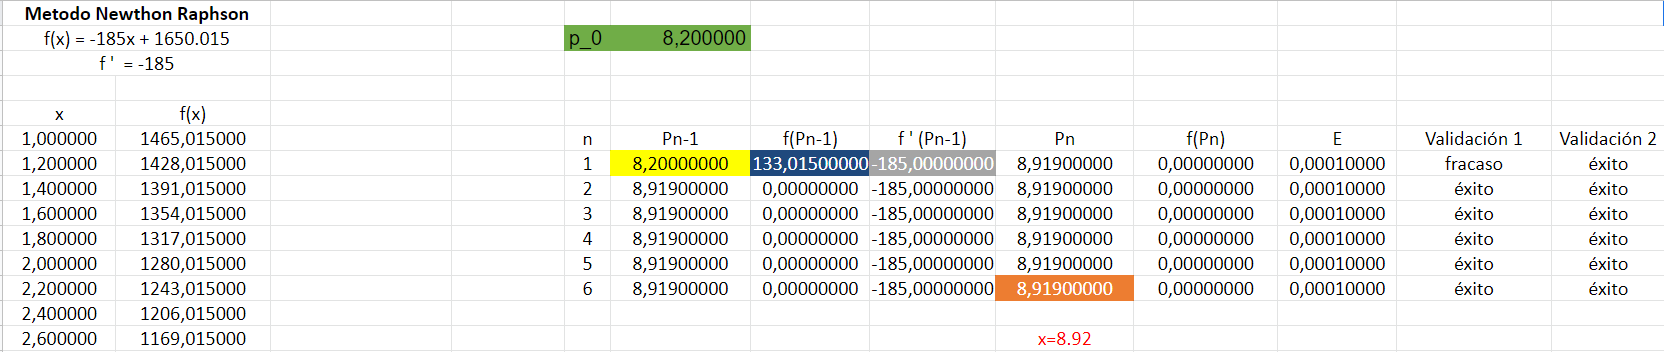 Metodo Newthon Raphson
f(x) = -185x + 1650.015 p_0 8,200000
f ' = -185
x f(x)
1,000000 1465,015000 n Pn-1 f(Pn-1) f ' (Pn-1) Pn f(Pn) E Validación 1 Validación 2
1,200000 1428,015000 1 8,20000000 133,01500000 -185,00000000 8,91900000 0,00000000 0,00010000 fracaso éxito
1,400000 1391,015000 2 8,91900000 0,00000000 -185,00000000 8,91900000 0,00000000 0,00010000 éxito éxito
1,600000 1354,015000 3 8,91900000 0,00000000 -185,00000000 8,91900000 0,00000000 0,00010000 éxito éxito
1,800000 1317,015000 4 8,91900000 0,00000000 -185,00000000 8,91900000 0,00000000 0,00010000 éxito éxito
2,000000 1280,015000 5 8,91900000 0,00000000 -185,00000000 8,91900000 0,00000000 0,00010000 éxito éxito
2,200000 1243,015000 6 8,91900000 0,00000000 -185,00000000 8,91900000 0,00000000 0,00010000 éxito éxito
2,400000 1206,015000
2,600000 1169,015000 x=8.92